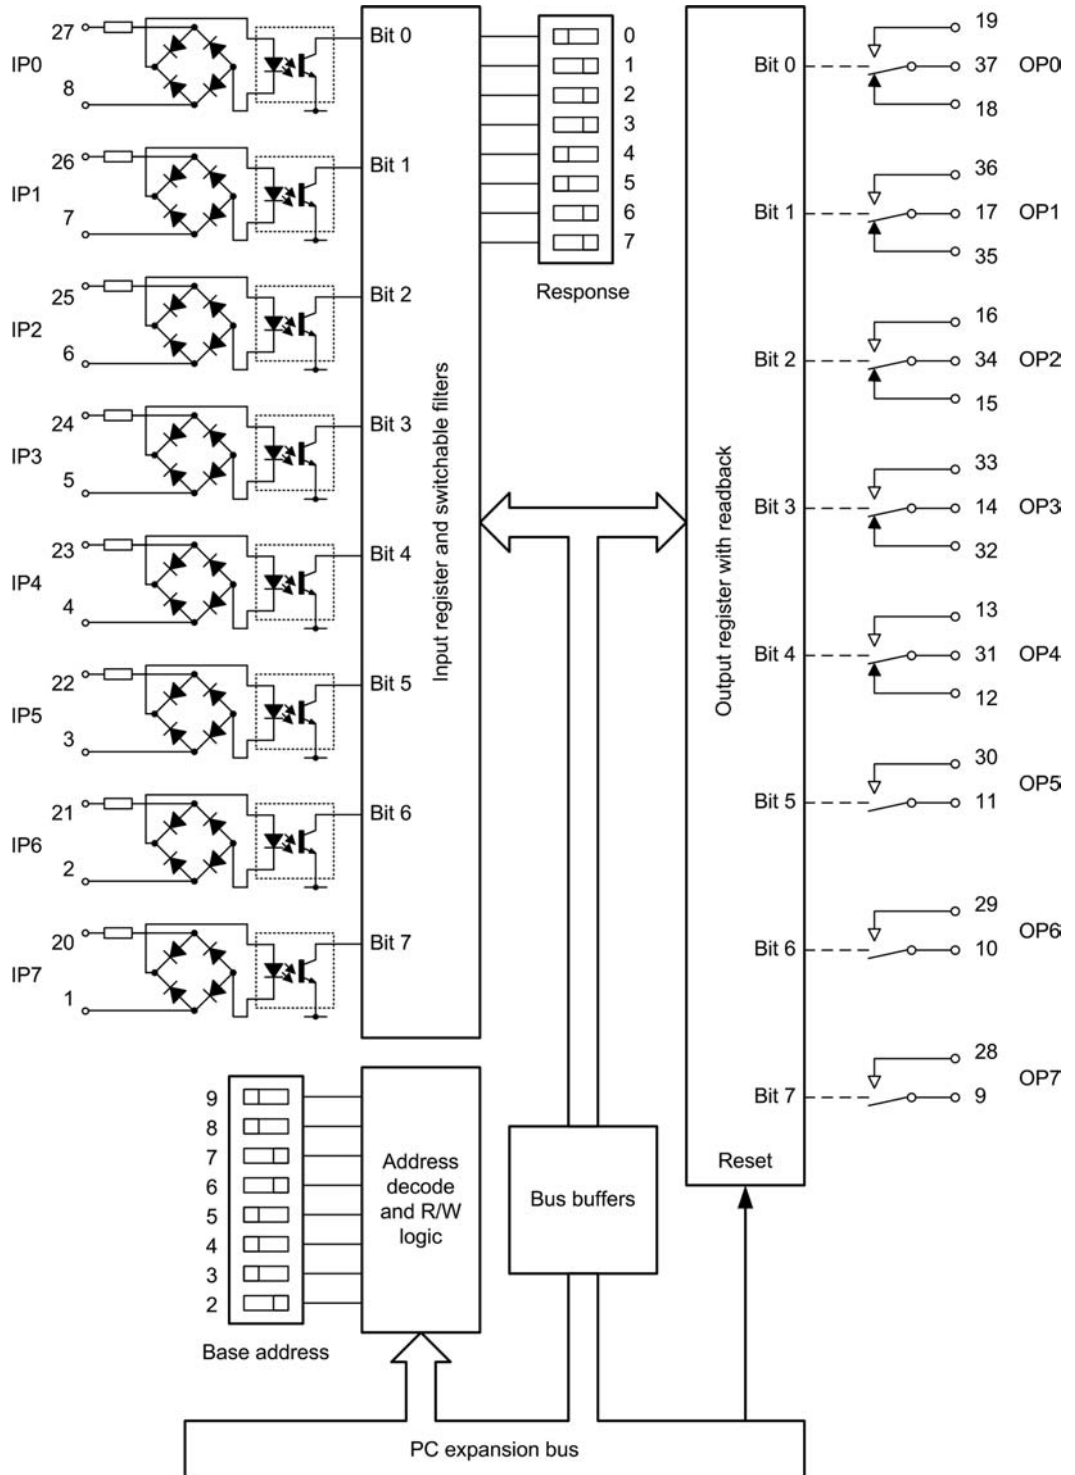 27
IP0
8
Bit 0
26
IP1
7
Bit 1
25
IP2
6
Bit 2
24
IP3
5
Bit 3
23
IP4
4
Bit 4
22
IP5
3
Bit 5
21
IP6
2
Bit 6
20
IP7
1
Bit 7
Input register and switchable filters
0
1
2
3
4
5
6
7
Response
Output register with readback
Bit 0
19
37
OP0
18
Bit 1
36
17
OP1
35
Bit 2
16
34
OP2
15
Bit 3
33
14
OP3
32
Bit 4
13
31
OP4
12
Bit 5
30
OP5
11
Bit 6
29
OP6
10
Bit 7
28
OP7
9
Reset
9
8
7
6
5
4
3
2
Base address
Address
decode
and R/W
logic
Bus buffers
PC expansion bus